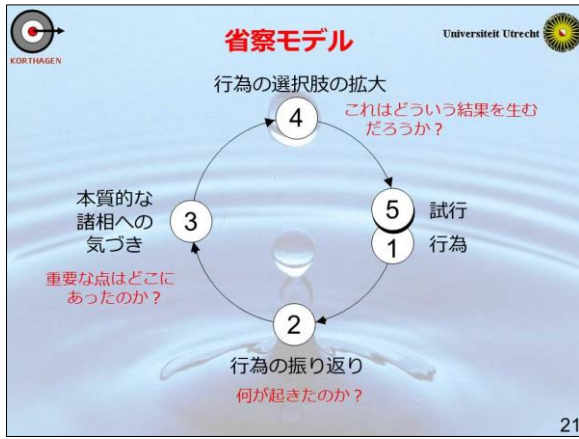 KORTHAGEN
省察モデル
Universiteit Utrecht
行為の選択肢の拡大
4
これはどういう結果を生む
だろうか？
本質的な
諸相への
気づき
3
5
試行
1
行為
重要な点はどこに
あったのか？
2
行為の振り返り
何が起きたのか？
21